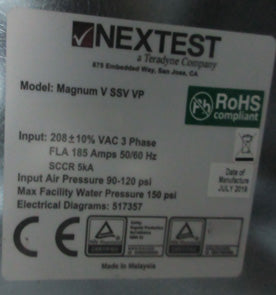 NEXTEST
a Teradyne Company
875 Embedded Way, San Jose, CA
Model: Magnum V SSV VP
RoHS
compliant
Pb
Input: 208 ± 10% VAC 3 Phase
FLA 185 Amps 50/60 Hz
SCCR 5kA
Input Air Pressure 90-120 psi
Max Facility Water Pressure 150 psi
Electrical Diagrams: 517357
Date of
Manufacture
JULY 2018
CE
Made in Malaysia